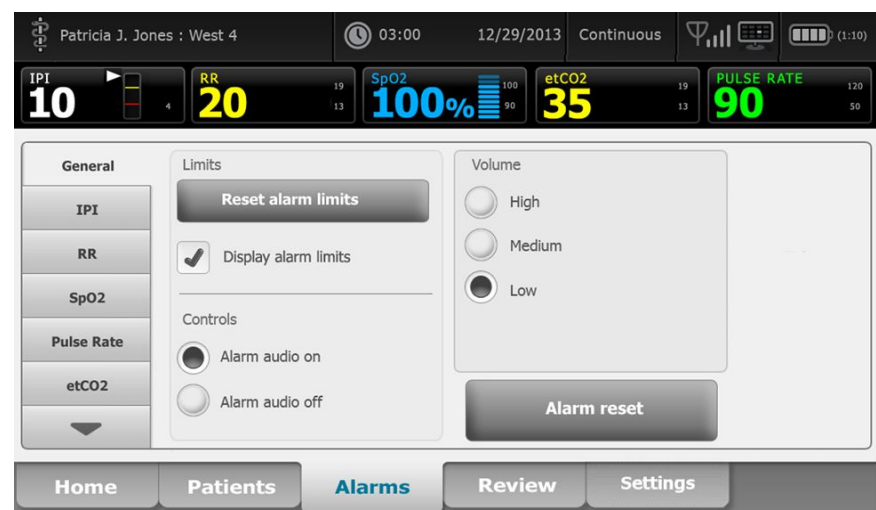 Patricia J. Jones : West 4
03:00
12/29/2013
Continuous
(1:10)
IPI
10
4
RR
20
19
13
SpO2
100%
100
90
etCO2
35
19
13
PULSE RATE
90
120
50
General
IPI
RR
SpO2
Pulse Rate
etCO2
Limits
Reset alarm limits
Display alarm limits
Controls
Alarm audio on
Alarm audio off
Volume
High
Medium
Low
Alarm reset
Home
Patients
Alarms
Review
Settings